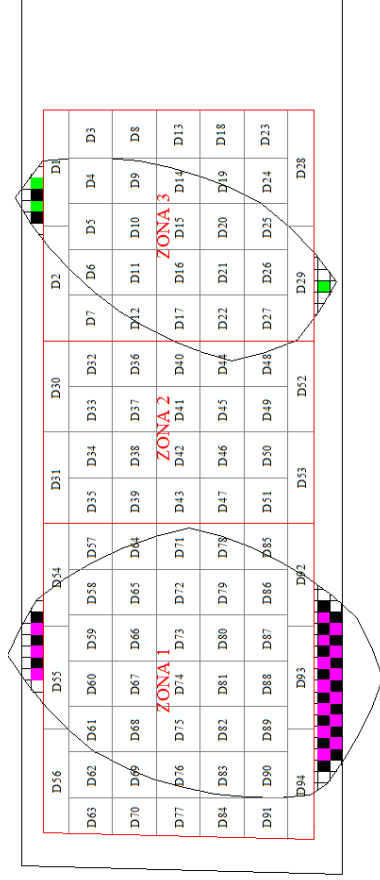 D56 D55 D54 D31 D30 D2 D1
D63 D62 D61 D60 D59 D58 D57 D35 D34 D33 D32 D7 D6 D5 D4 D3
D70 D69 D68 D67 D66 D65 D64 D39 D38 D37 D36 D12 D11 D10 D9 D8
ZONA 1 ZONA 2 ZONA 3
D77 D76 D75 D74 D73 D72 D71 D43 D42 D41 D40 D17 D16 D15 D14 D13
D84 D83 D82 D81 D80 D79 D78 D47 D46 D45 D44 D22 D21 D20 D19 D18
D91 D90 D89 D88 D87 D86 D85 D51 D50 D49 D48 D27 D26 D25 D24 D23
D94 D93 D92 D53 D52 D29 D28